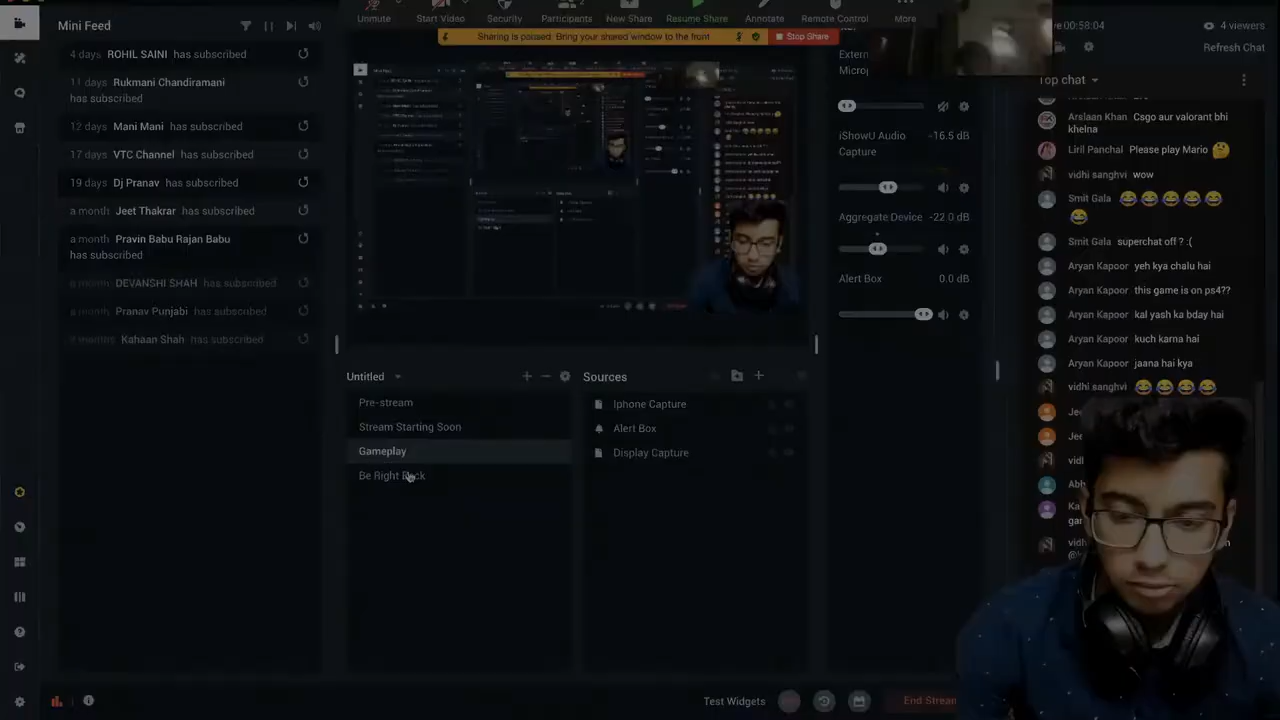 Mini Feed
4 days ROHIL SAINI has subscribed
11 days Rukmani Chandiramani
has subscribed
12 days Mani Mani has subscribed
17 days VTC Channel has subscribed
19 days Dj Pranav has subscribed
a month Jeet Thakrar has subscribed
a month Pravin Babu Rajan Babu
has subscribed
a month DEVANSHI SHAH has subscribed
a month Pranav Punjabi has subscribed
Kahaan Shah has subscribed
Unmute
Start Video
Security
Participants
New Share
Resume Share
Annotate
Remote Control
More
Sharing is paused. Bring your shared window to the front
Stop Share
Untitled
Pre-stream
Stream Starting Soon
Gameplay
Be Right Back
Sources
Iphone Capture
Alert Box
Display Capture
iShowU Audio -16.5 dB
Capture
Aggregate Device -22.0 dB
Alert Box 0.0 dB
00:58:04
4 viewers
Refresh Chat
Top chat
Arslaan Khan Csgo aur valorant bhi
khelna
Liril Panchal Please play Mario 🤔
vidhi sanghvi wow
Smit Gala 😂 😂 😂 😂 😂
😂
Smit Gala superchat off ? :(
Aryan Kapoor yeh kya chalu hai
Aryan Kapoor this game is on ps4??
Aryan Kapoor kal yash ka bday hai
Aryan Kapoor kuch karna hai
Aryan Kapoor jaana hai kya
vidhi sanghvi 😂 😂 😂 😂
Test Widgets
End Stream